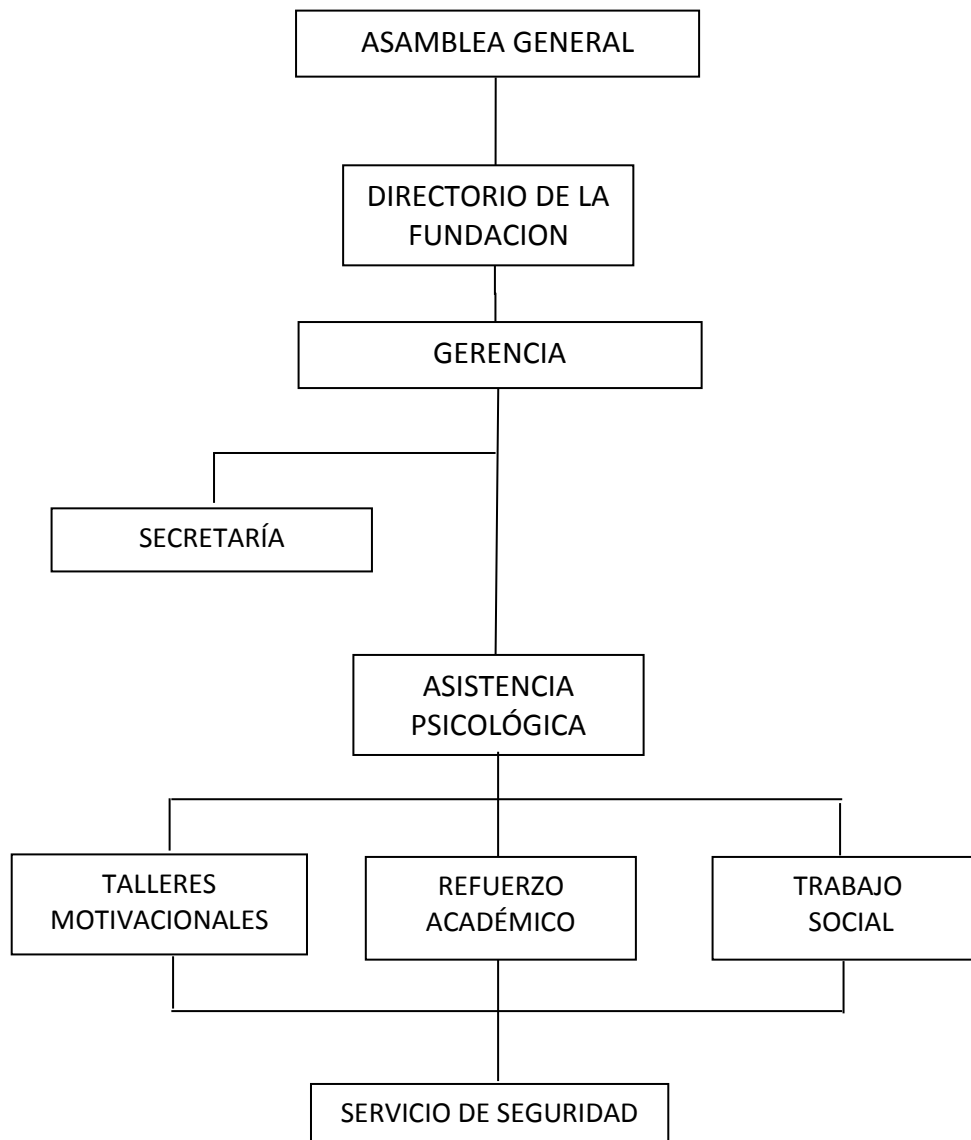 ASAMBLEA GENERAL
DIRECTORIO DE LA
FUNDACION
GERENCIA
SECRETARÍA
ASISTENCIA
PSICOLÓGICA
TALLERES
MOTIVACIONALES
REFUERZO
ACADÉMICO
TRABAJO
SOCIAL
SERVICIO DE SEGURIDAD